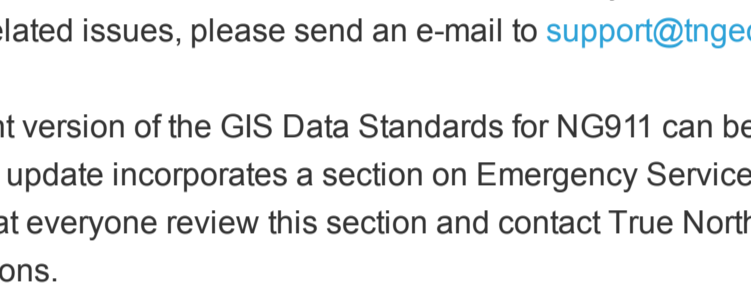 elated issues, please send an e-mail to support@tngeo
nt version of the GIS Data Standards for NG911 can be
update incorporates a section on Emergency Service
at everyone review this section and contact True North
ons.